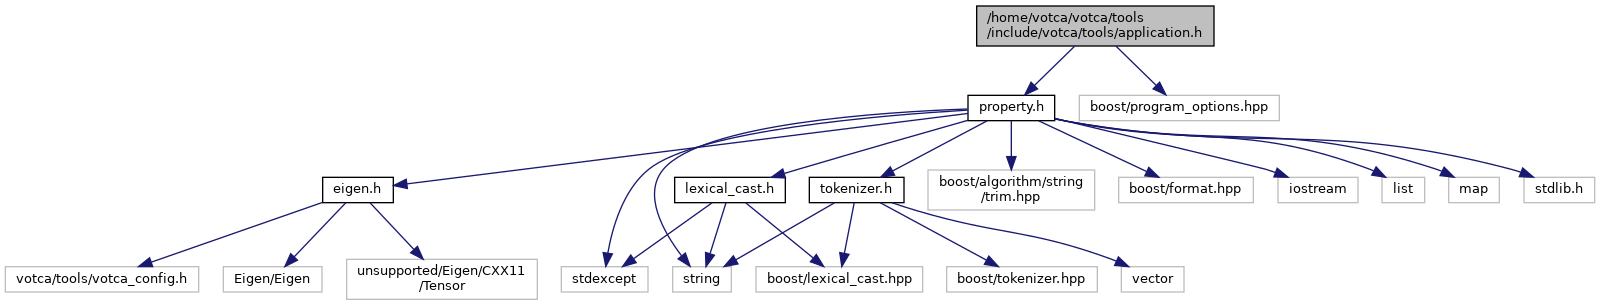 /home/votca/votca/tools
/include/votca/tools/application.h
property.h
boost/program_options.hpp
eigen.h
lexical_cast.h
tokenizer.h
boost/algorithm/string
/trim.hpp
boost/format.hpp
iostream
list
map
stdlib.h
votca/tools/votca_config.h
Eigen/Eigen
unsupported/Eigen/CXX11
/Tensor
stdexcept
string
boost/lexical_cast.hpp
boost/tokenizer.hpp
vector